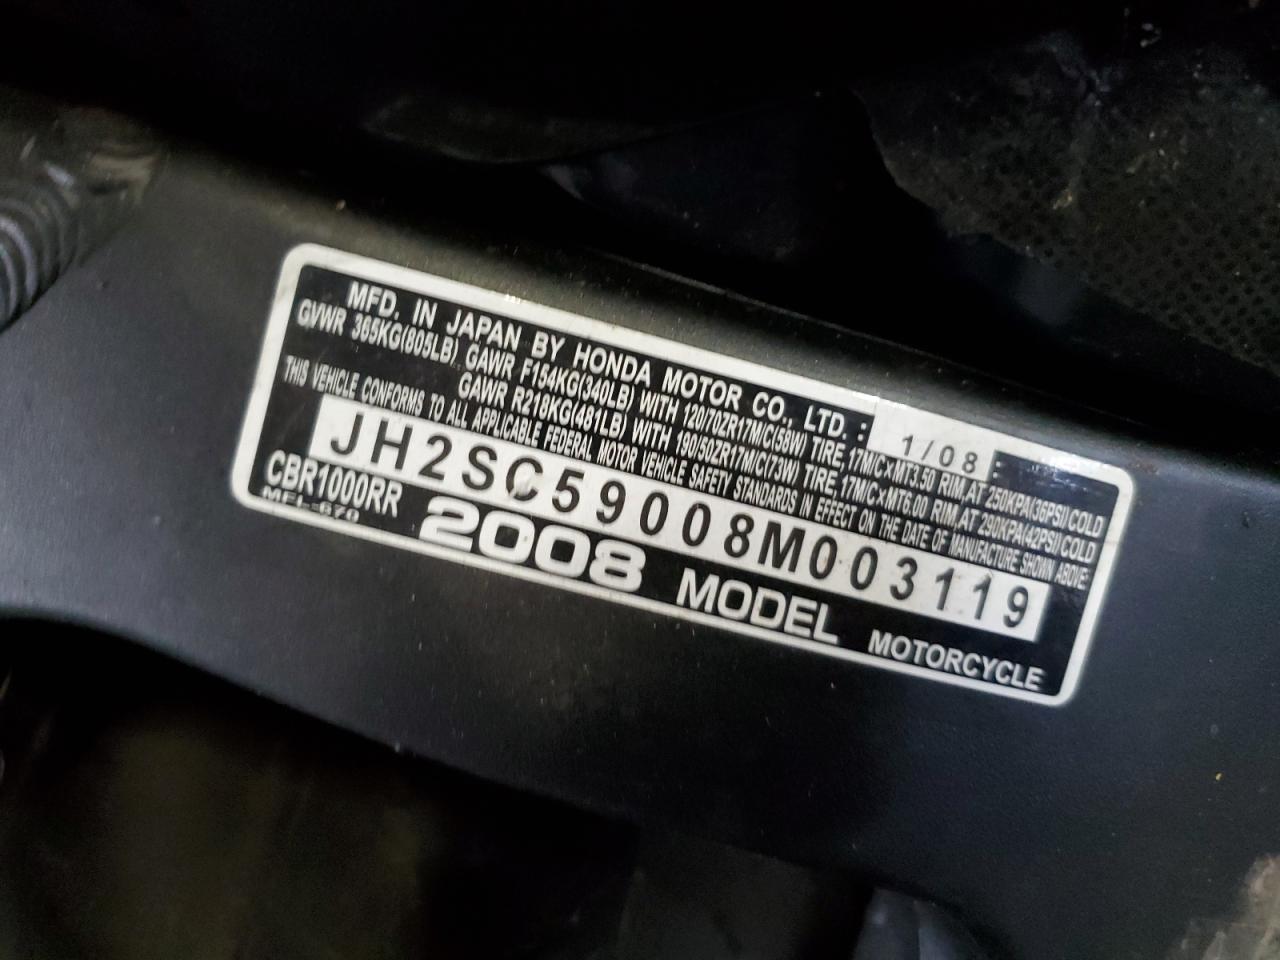 MFD. IN JAPAN BY HONDA MOTOR CO., LTD.: 1/08
GVWR 365KG(805LB) GAWR F154KG(340LB) WITH 120/70ZR17M/C(58W) TIRE, 17M/C×MT3.50 RIM, AT 250KPA(36PSI)COLD
GAWR R218KG(481LB) WITH 190/50ZR17M/C(73W) TIRE, 17M/C×MT6.00 RIM, AT 290KPA(42PSI)COLD
THIS VEHICLE CONFORMS TO ALL APPLICABLE FEDERAL MOTOR VEHICLE SAFETY STANDARDS IN EFFECT ON THE DATE OF MANUFACTURE SHOWN ABOVE.
JH2SC59008M003119
CBR1000RR 2008 MODEL MOTORCYCLE
MFL-670